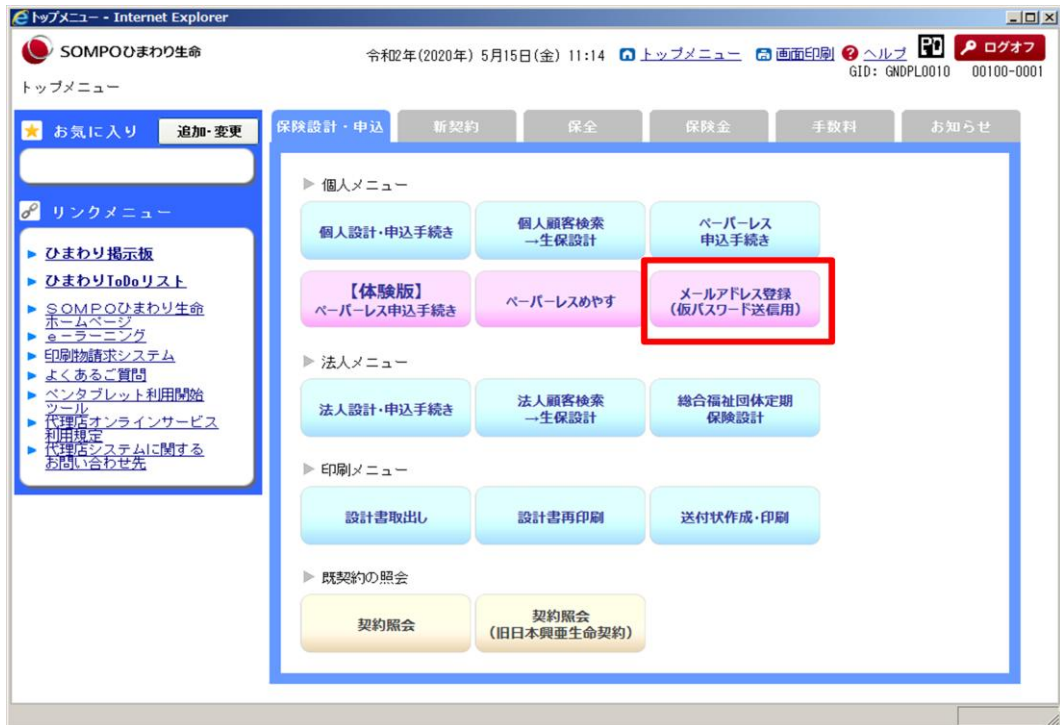 トップメニュー - Internet Explorer
SOMPOひまわり生命
令和2年(2020年) 5月15日(金) 11:14 トップメニュー 画面印刷 ヘルプ PD ログオフ
GID: GNDPL0010 00100-0001
トップメニュー
お気に入り 追加・変更
リンクメニュー
ひまわり掲示板
ひまわりToDoリスト
SOMPOひまわり生命
ホームページ
e-ラーニング
印刷物請求システム
よくあるご質問
ペンタブレット利用開始
ツール
代理店オンラインサービス
利用規定
代理店システムに関する
お問い合わせ先
保険設計・申込 新契約 保全 保険金 手数料 お知らせ
個人メニュー
個人設計・申込手続き
個人顧客検索
→生保設計
ペーパーレス
申込手続き
【体験版】
ペーパーレス申込手続き
ペーパーレスめやす
メールアドレス登録
(仮パスワード送信用)
法人メニュー
法人設計・申込手続き
法人顧客検索
→生保設計
総合福祉団体定期
保険設計
印刷メニュー
設計書取出し
設計書再印刷
送付状作成・印刷
既契約の照会
契約照会
契約照会
(旧日本興亜生命契約)